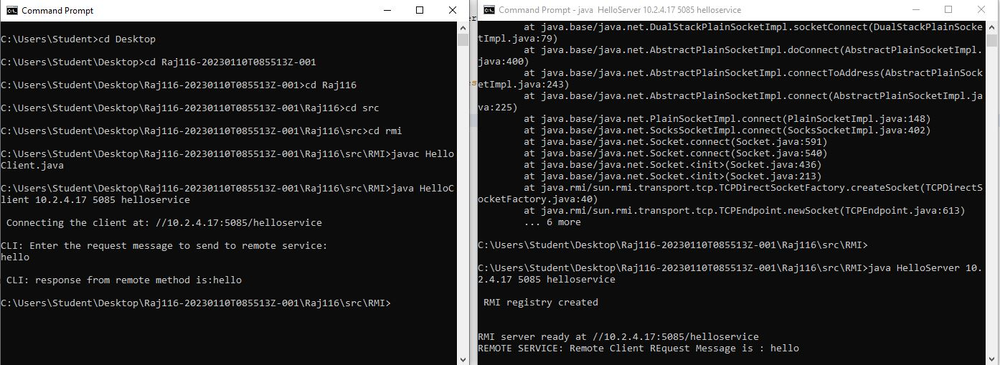 Command Prompt
C:\Users\Student>cd Desktop
C:\Users\Student\Desktop>cd Raj116-20230110T085513Z-001
C:\Users\Student\Desktop\Raj116-20230110T085513Z-001>cd Raj116
C:\Users\Student\Desktop\Raj116-20230110T085513Z-001\Raj116>cd src
C:\Users\Student\Desktop\Raj116-20230110T085513Z-001\Raj116\src>cd rmi
C:\Users\Student\Desktop\Raj116-20230110T085513Z-001\Raj116\src\RMI>javac Hello
Client.java
C:\Users\Student\Desktop\Raj116-20230110T085513Z-001\Raj116\src\RMI>java HelloC
lient 10.2.4.17 5085 helloservice
Connecting the client at: //10.2.4.17:5085/helloservice
CLI: Enter the request message to send to remote service:
hello
CLI: response from remote method is:hello
C:\Users\Student\Desktop\Raj116-20230110T085513Z-001\Raj116\src\RMI>
Command Prompt - java  HelloServer 10.2.4.17 5085 helloservice
at java.base/java.net.DualStackPlainSocketImpl.socketConnect(DualStackPlainSocke
tImpl.java:79)
at java.base/java.net.AbstractPlainSocketImpl.doConnect(AbstractPlainSocketImpl.
java:400)
at java.base/java.net.AbstractPlainSocketImpl.connectToAddress(AbstractPlainSock
etImpl.java:243)
at java.base/java.net.AbstractPlainSocketImpl.connect(AbstractPlainSocketImpl.ja
va:225)
at java.base/java.net.PlainSocketImpl.connect(PlainSocketImpl.java:148)
at java.base/java.net.SocksSocketImpl.connect(SocksSocketImpl.java:402)
at java.base/java.net.Socket.connect(Socket.java:591)
at java.base/java.net.Socket.connect(Socket.java:540)
at java.base/java.net.Socket.<init>(Socket.java:436)
at java.base/java.net.Socket.<init>(Socket.java:213)
at java.rmi/sun.rmi.transport.tcp.TCPDirectSocketFactory.createSocket(TCPDirectS
ocketFactory.java:40)
at java.rmi/sun.rmi.transport.tcp.TCPEndpoint.newSocket(TCPEndpoint.java:613)
... 6 more
C:\Users\Student\Desktop\Raj116-20230110T085513Z-001\Raj116\src\RMI>
C:\Users\Student\Desktop\Raj116-20230110T085513Z-001\Raj116\src\RMI>java HelloServer 10.
2.4.17 5085 helloservice
RMI registry created
RMI server ready at //10.2.4.17:5085/helloservice
REMOTE SERVICE: Remote Client REquest Message is : hello